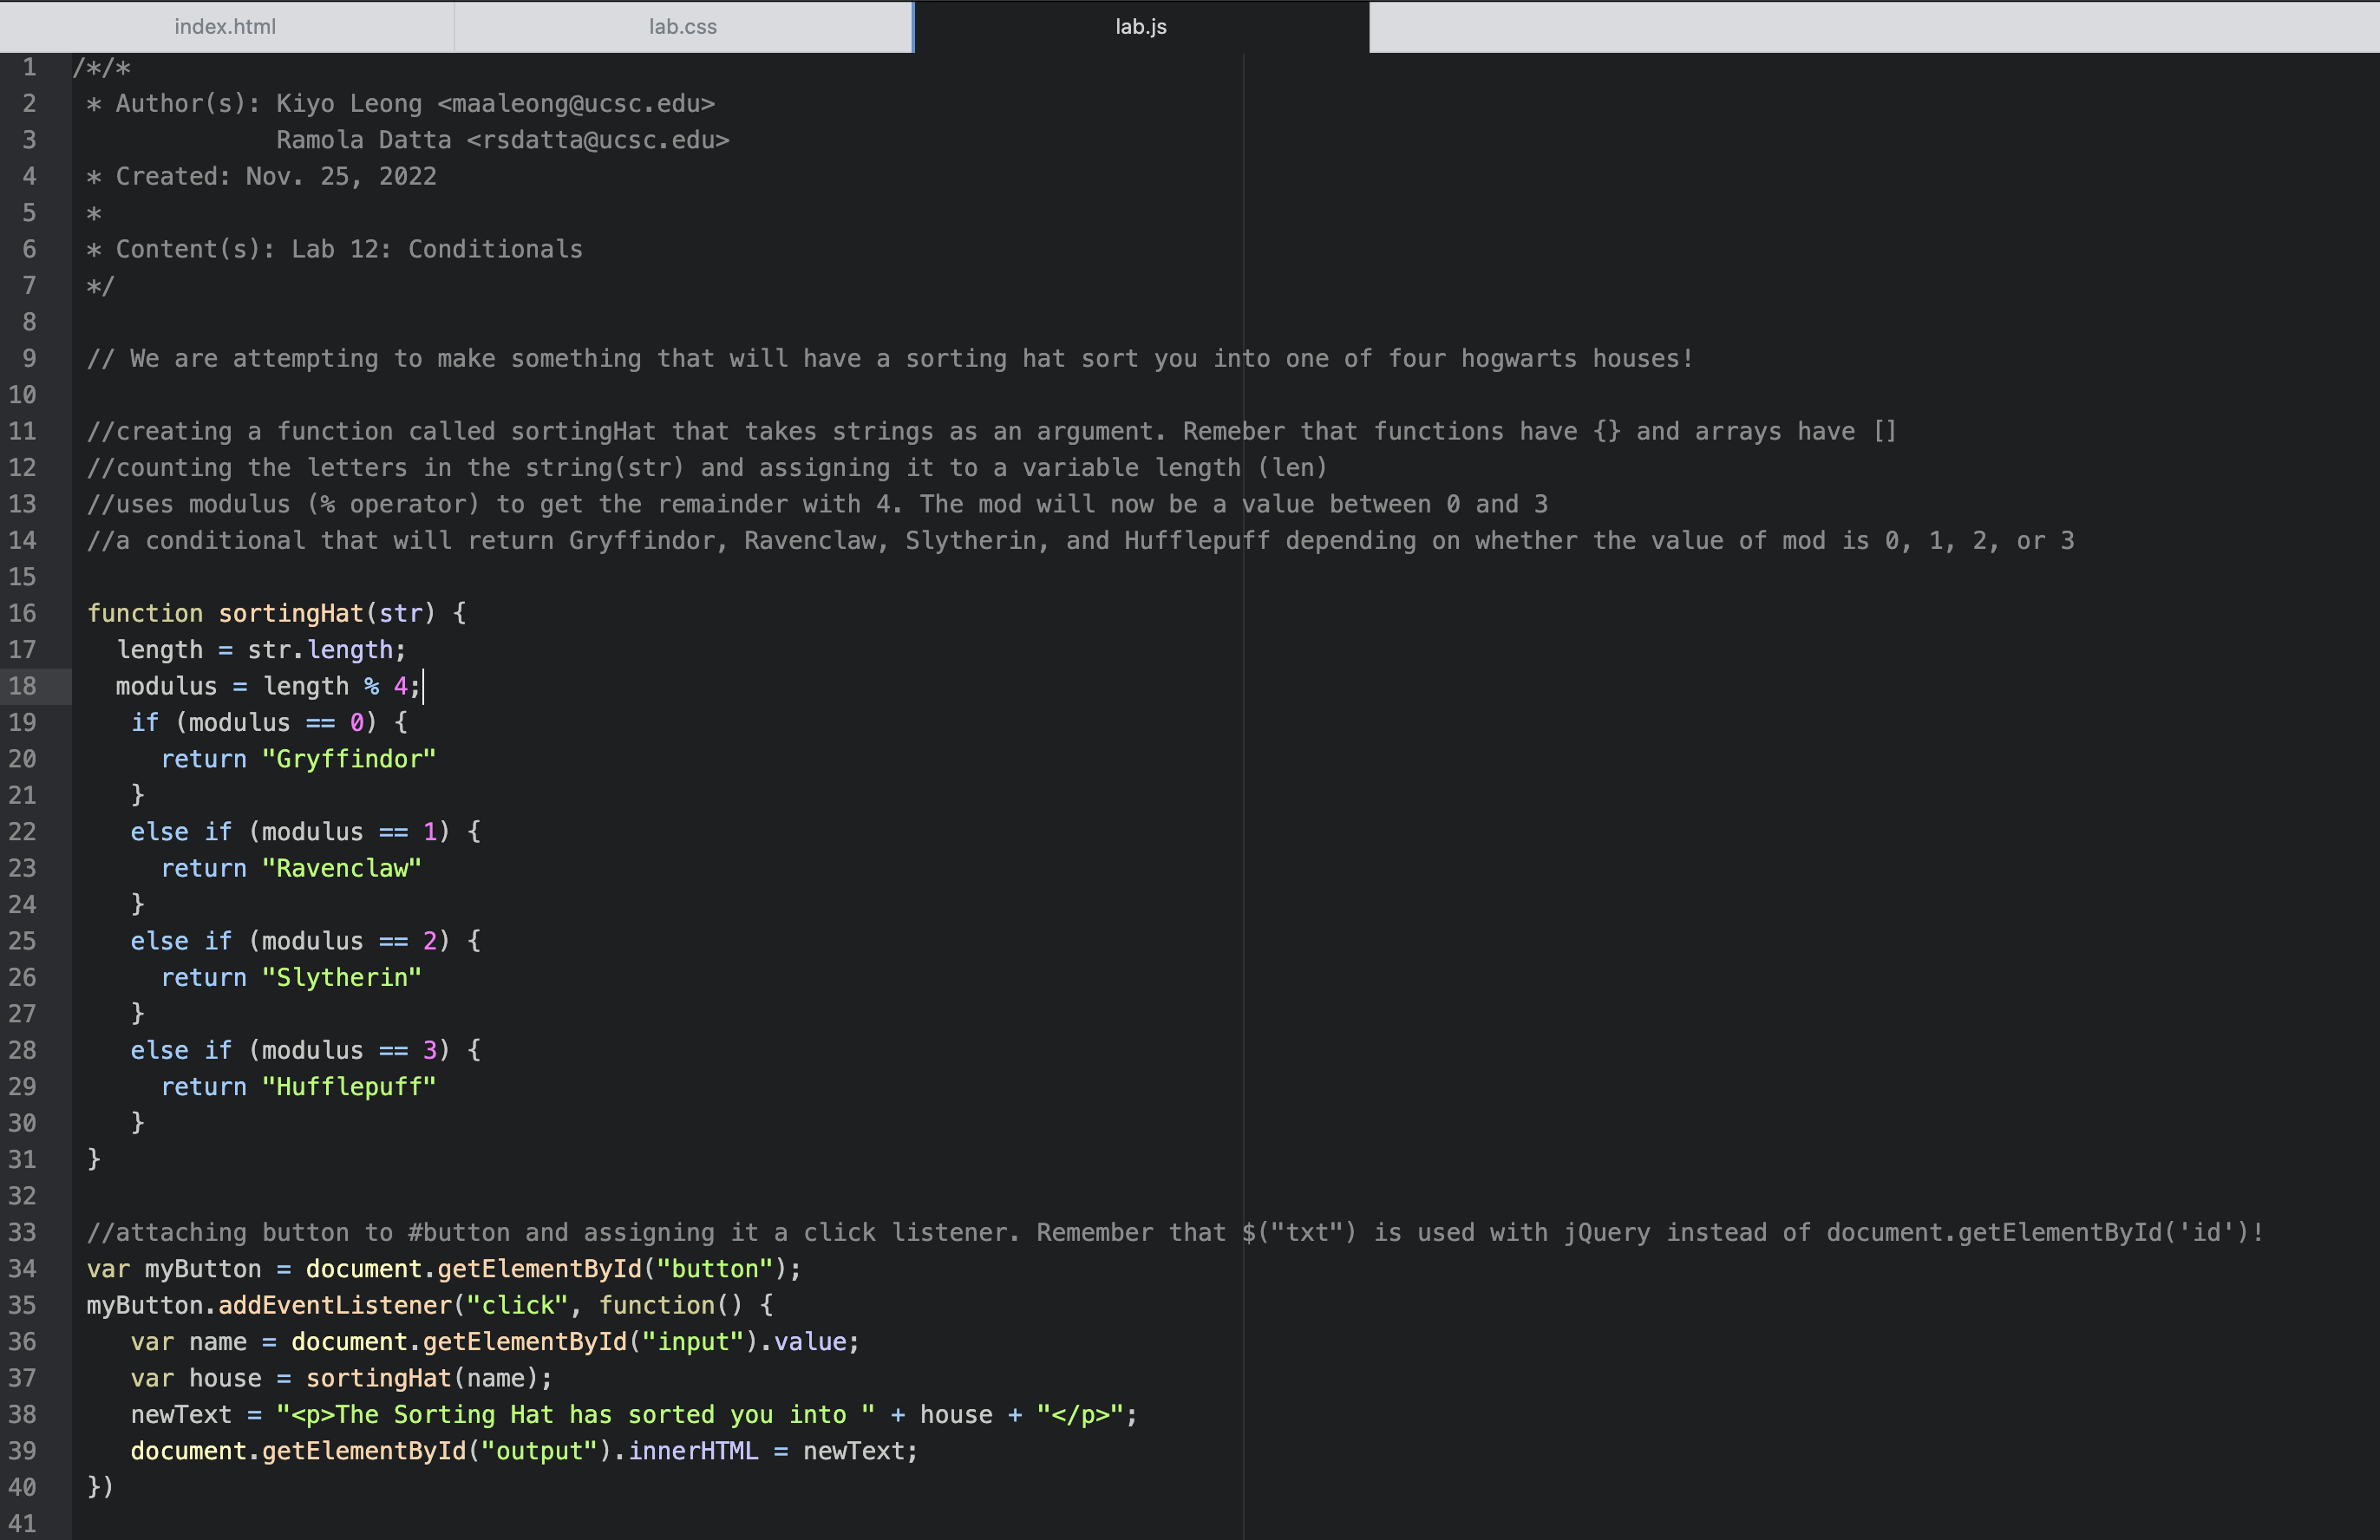 index.html lab.css lab.js
1 /*/*
2  * Author(s): Kiyo Leong <maaleong@ucsc.edu>
3               Ramola Datta <rsdatta@ucsc.edu>
4  * Created: Nov. 25, 2022
5  *
6  * Content(s): Lab 12: Conditionals
7  */
8
9  // We are attempting to make something that will have a sorting hat sort you into one of four hogwarts houses!
10
11  //creating a function called sortingHat that takes strings as an argument. Remeber that functions have {} and arrays have []
12  //counting the letters in the string(str) and assigning it to a variable length (len)
13  //uses modulus (% operator) to get the remainder with 4. The mod will now be a value between 0 and 3
14  //a conditional that will return Gryffindor, Ravenclaw, Slytherin, and Hufflepuff depending on whether the value of mod is 0, 1, 2, or 3
15
16  function sortingHat(str) {
17    length = str.length;
18    modulus = length % 4;
19     if (modulus == 0) {
20       return "Gryffindor"
21     }
22     else if (modulus == 1) {
23       return "Ravenclaw"
24     }
25     else if (modulus == 2) {
26       return "Slytherin"
27     }
28     else if (modulus == 3) {
29       return "Hufflepuff"
30     }
31  }
32
33  //attaching button to #button and assigning it a click listener. Remember that $("txt") is used with jQuery instead of document.getElementById('id')!
34  var myButton = document.getElementById("button");
35  myButton.addEventListener("click", function() {
36     var name = document.getElementById("input").value;
37     var house = sortingHat(name);
38     newText = "<p>The Sorting Hat has sorted you into " + house + "</p>";
39     document.getElementById("output").innerHTML = newText;
40  })
41